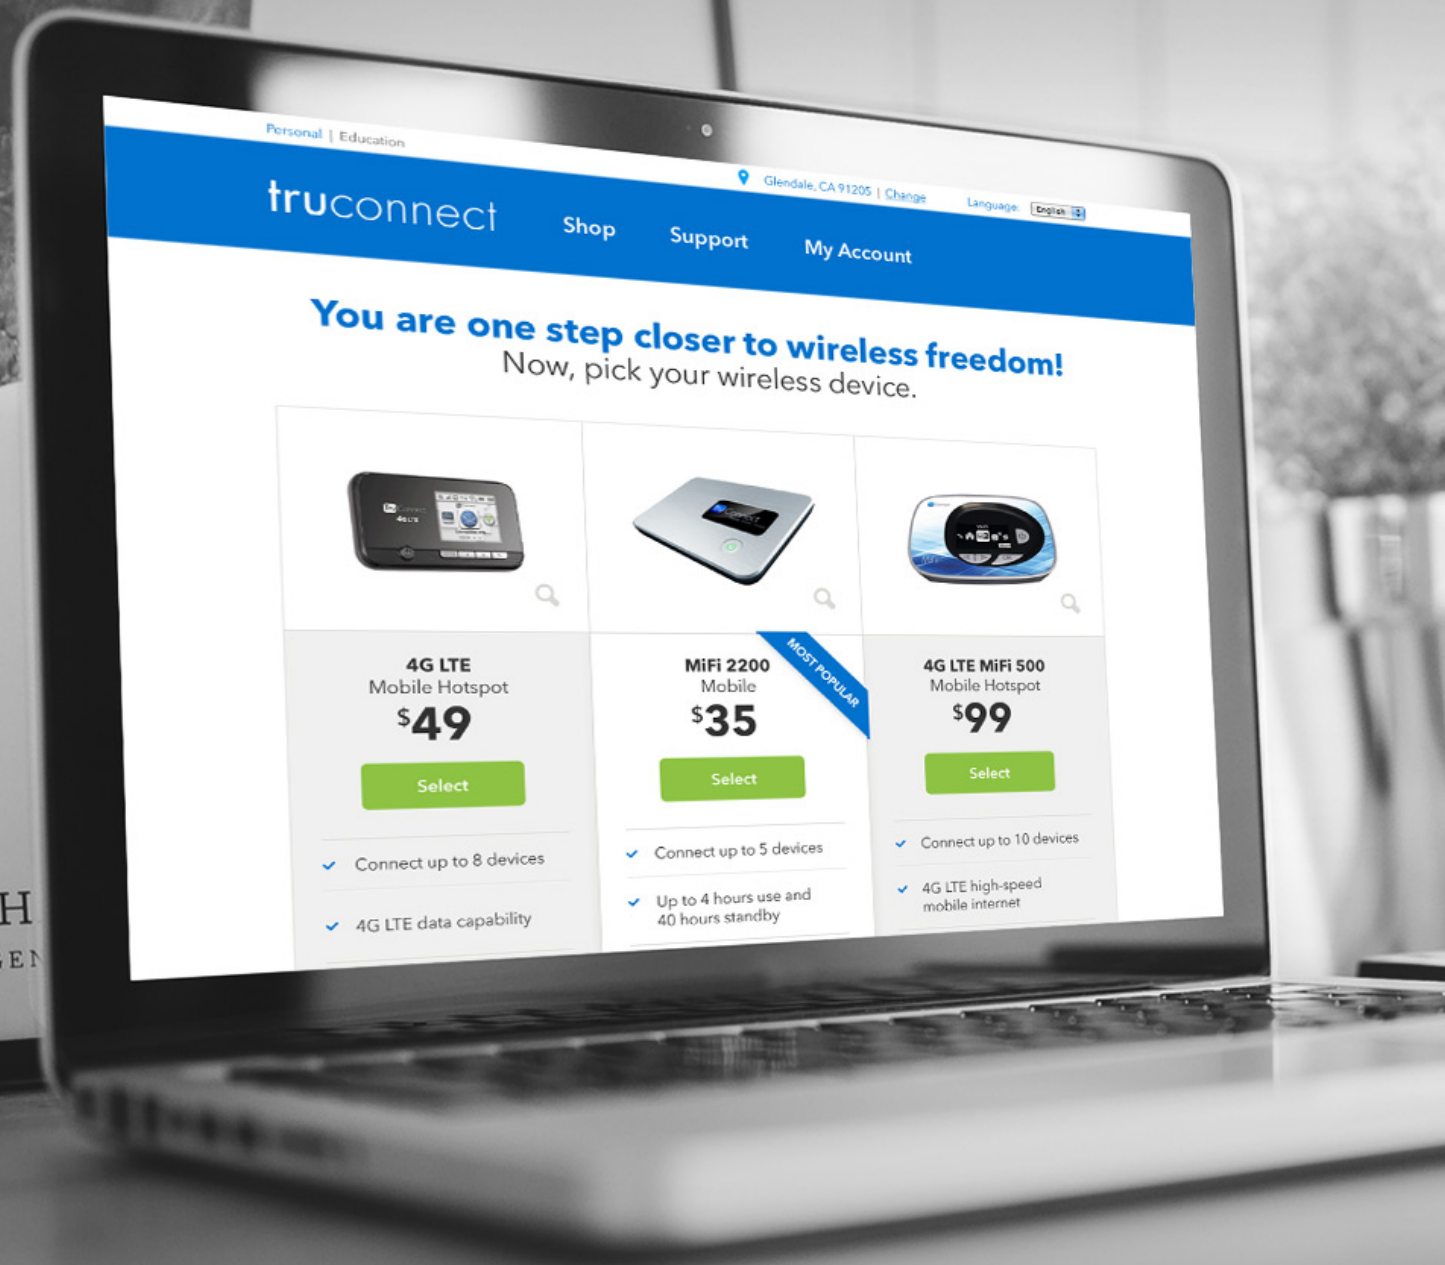 Personal | Education
Glendale, CA 91205 | Change
Language: English
truconnect
Shop
Support
My Account
You are one step closer to wireless freedom!
Now, pick your wireless device.
4G LTE
4G LTE
Mobile Hotspot
$49
Select
Connect up to 8 devices
4G LTE data capability
MOST POPULAR
MiFi 2200
Mobile
$35
Select
Connect up to 5 devices
Up to 4 hours use and
40 hours standby
4G LTE MiFi 500
Mobile Hotspot
$99
Select
Connect up to 10 devices
4G LTE high-speed
mobile internet
H
GEN